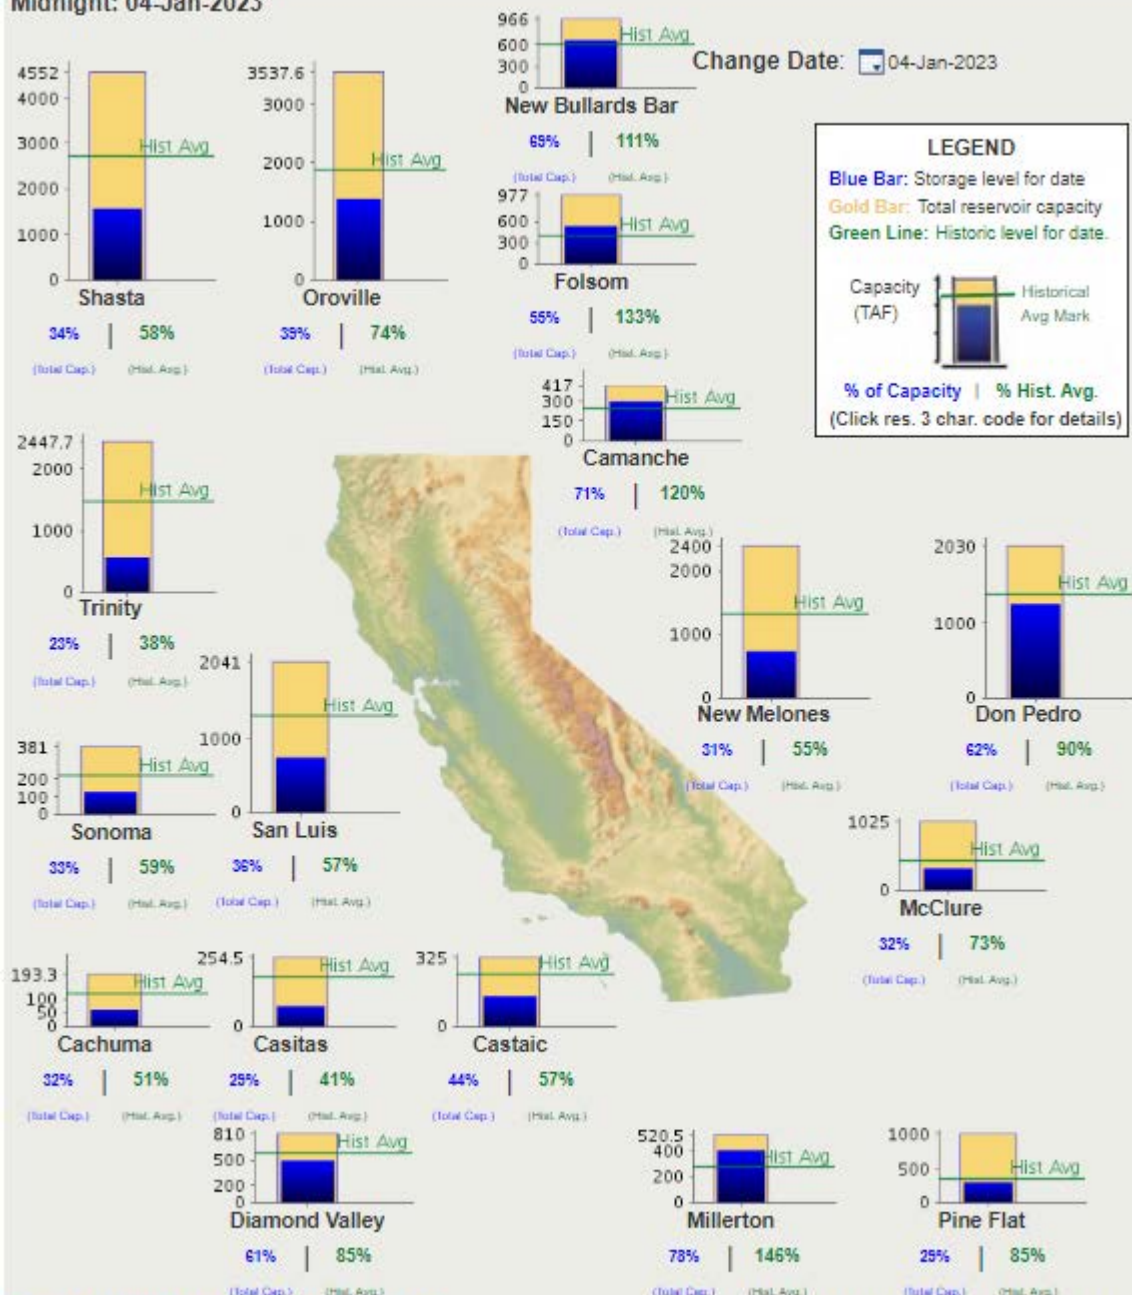 Midnight: 04-Jan-2023
Change Date: 04-Jan-2023
966
600
300
0
Hist Avg
New Bullards Bar
69% | 111%
(Total Cap.) (Hist. Avg.)
4552
4000
3000
2000
1000
0
Hist Avg
Shasta
34% | 58%
(Total Cap.) (Hist. Avg.)
3537.6
3000
2000
1000
0
Hist Avg
Oroville
39% | 74%
(Total Cap.) (Hist. Avg.)
977
600
300
0
Hist Avg
Folsom
55% | 133%
(Total Cap.) (Hist. Avg.)
LEGEND
Blue Bar: Storage level for date
Gold Bar: Total reservoir capacity
Green Line: Historic level for date.
Capacity
(TAF)
Historical
Avg Mark
% of Capacity | % Hist. Avg.
(Click res. 3 char. code for details)
417
300
150
0
Hist Avg
Camanche
71% | 120%
(Total Cap.) (Hist. Avg.)
2447.7
2000
1000
0
Hist Avg
Trinity
23% | 38%
(Total Cap.) (Hist. Avg.)
2400
2000
1000
0
Hist Avg
New Melones
31% | 55%
(Total Cap.) (Hist. Avg.)
2030
1000
0
Hist Avg
Don Pedro
62% | 90%
(Total Cap.) (Hist. Avg.)
381
200
100
0
Hist Avg
Sonoma
33% | 59%
(Total Cap.) (Hist. Avg.)
2041
1000
0
Hist Avg
San Luis
36% | 57%
(Total Cap.) (Hist. Avg.)
1025
0
Hist Avg
McClure
32% | 73%
(Total Cap.) (Hist. Avg.)
193.3
100
50
0
Hist Avg
Cachuma
32% | 51%
(Total Cap.) (Hist. Avg.)
254.5
0
Hist Avg
Casitas
29% | 41%
(Total Cap.) (Hist. Avg.)
325
0
Hist Avg
Castaic
44% | 57%
(Total Cap.) (Hist. Avg.)
810
500
200
0
Hist Avg
Diamond Valley
61% | 85%
(Total Cap.) (Hist. Avg.)
520.5
400
200
0
Hist Avg
Millerton
78% | 146%
(Total Cap.) (Hist. Avg.)
1000
500
0
Hist Avg
Pine Flat
29% | 85%
(Total Cap.) (Hist. Avg.)